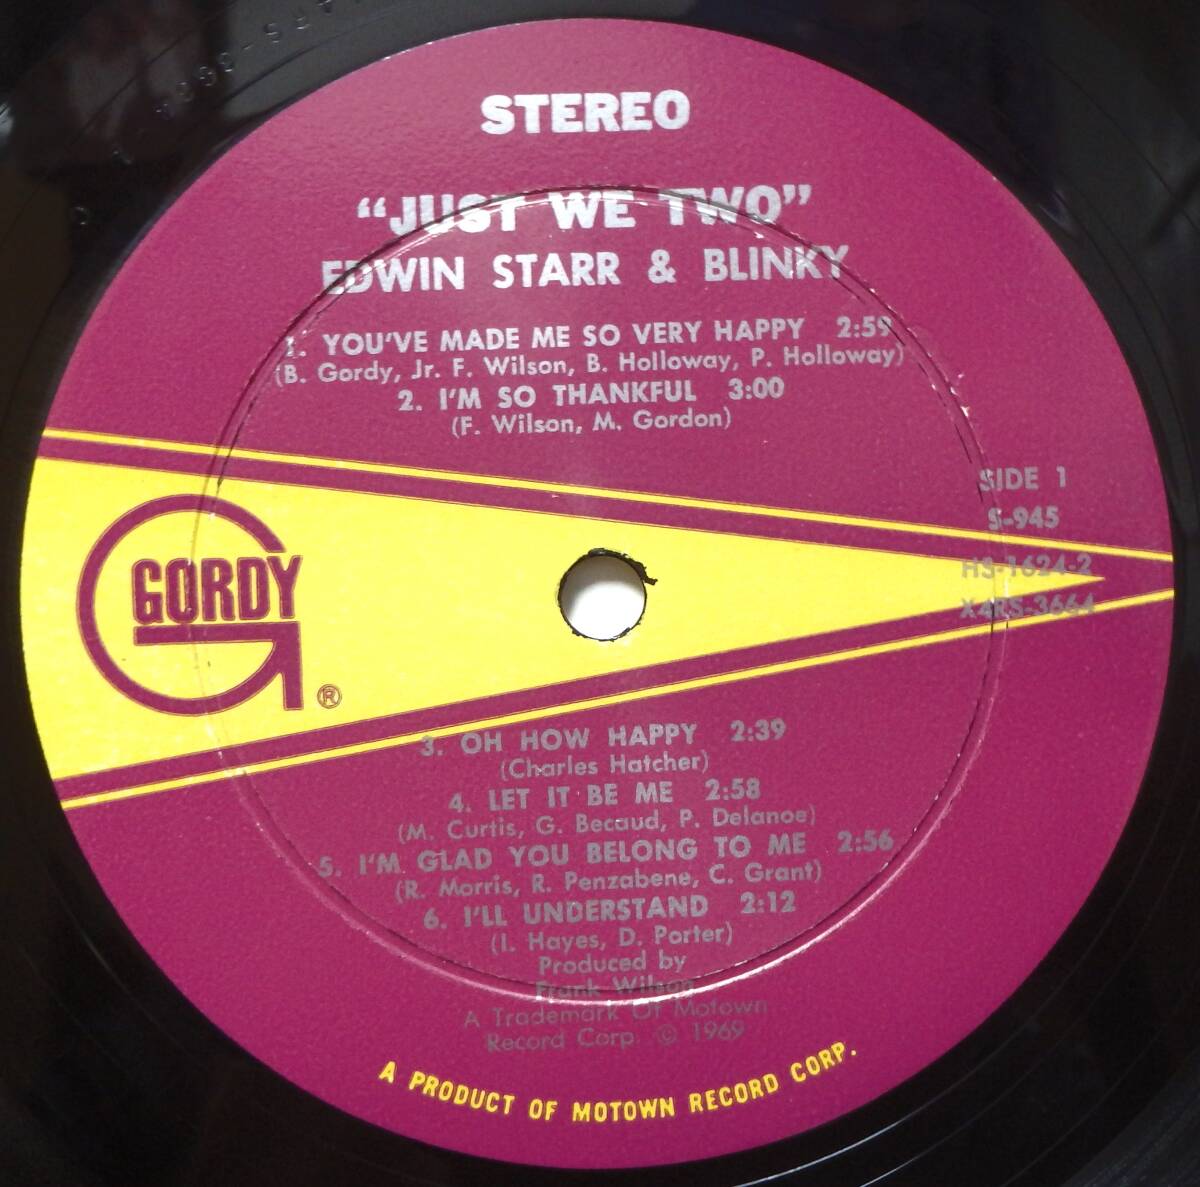 STEREO
“JUST WE TWO”
EDWIN STARR & BLINKY
1. YOU'VE MADE ME SO VERY HAPPY 2:59
(B. Gordy, Jr. F. Wilson, B. Holloway, P. Holloway)
2. I'M SO THANKFUL 3:00
(F. Wilson, M. Gordon)
SIDE 1
S-945
HS-1624-2
X4RS-3664
GORDY
®
3. OH HOW HAPPY 2:39
(Charles Hatcher)
4. LET IT BE ME 2:58
(M. Curtis, G. Becaud, P. Delanoe)
5. I'M GLAD YOU BELONG TO ME 2:56
(R. Morris, R. Penzabene, C. Grant)
6. I'LL UNDERSTAND 2:12
(I. Hayes, D. Porter)
Produced by
Frank Wilson
A Trademark Of Motown
Record Corp. © 1969
A PRODUCT OF MOTOWN RECORD CORP.